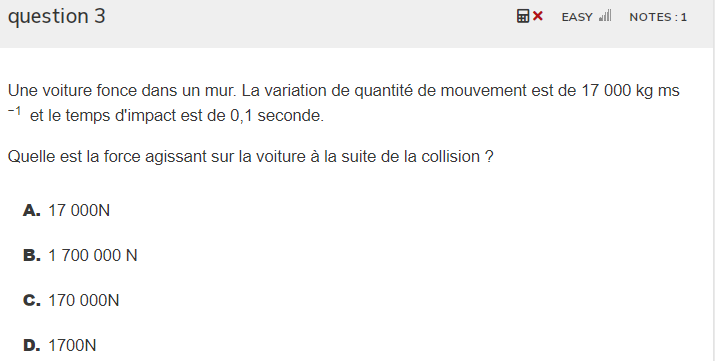 question 3 EASY NOTES : 1
Une voiture fonce dans un mur. La variation de quantité de mouvement est de 17 000 kg ms
⁻¹ et le temps d'impact est de 0,1 seconde.
Quelle est la force agissant sur la voiture à la suite de la collision ?
A. 17 000N
B. 1 700 000 N
C. 170 000N
D. 1700N